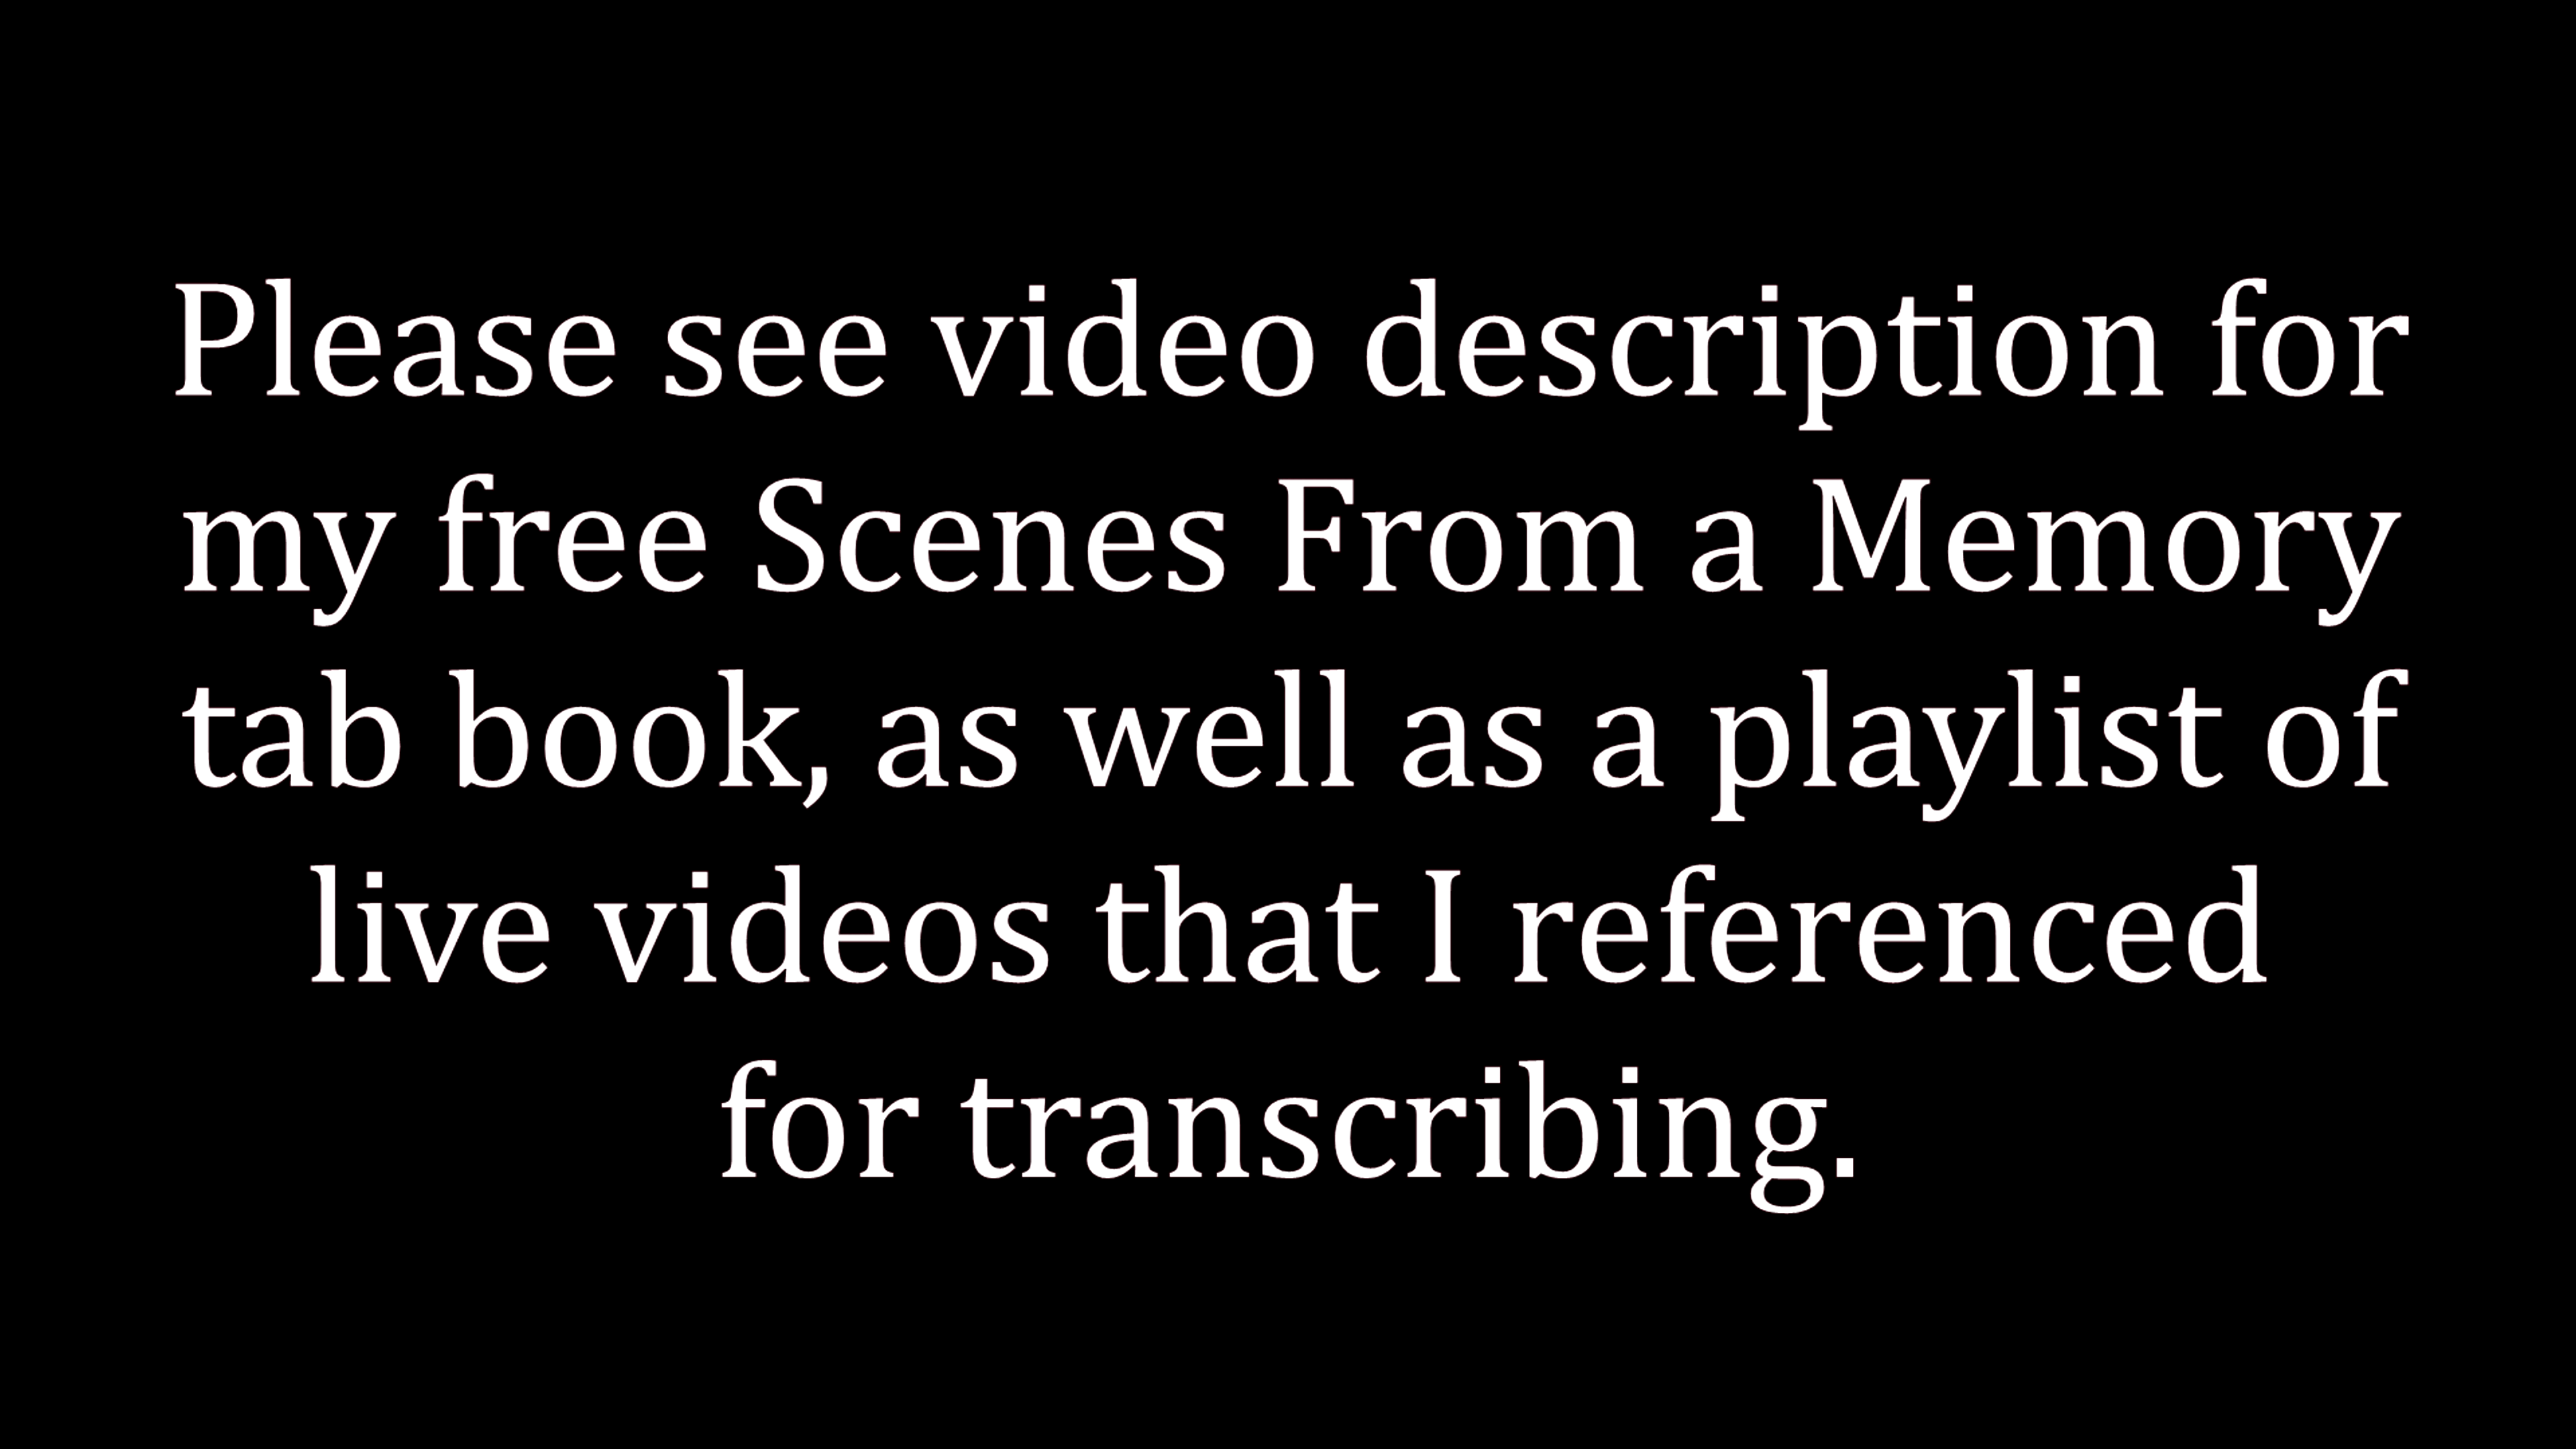 Please see video description for
my free Scenes From a Memory
tab book, as well as a playlist of
live videos that I referenced
for transcribing.